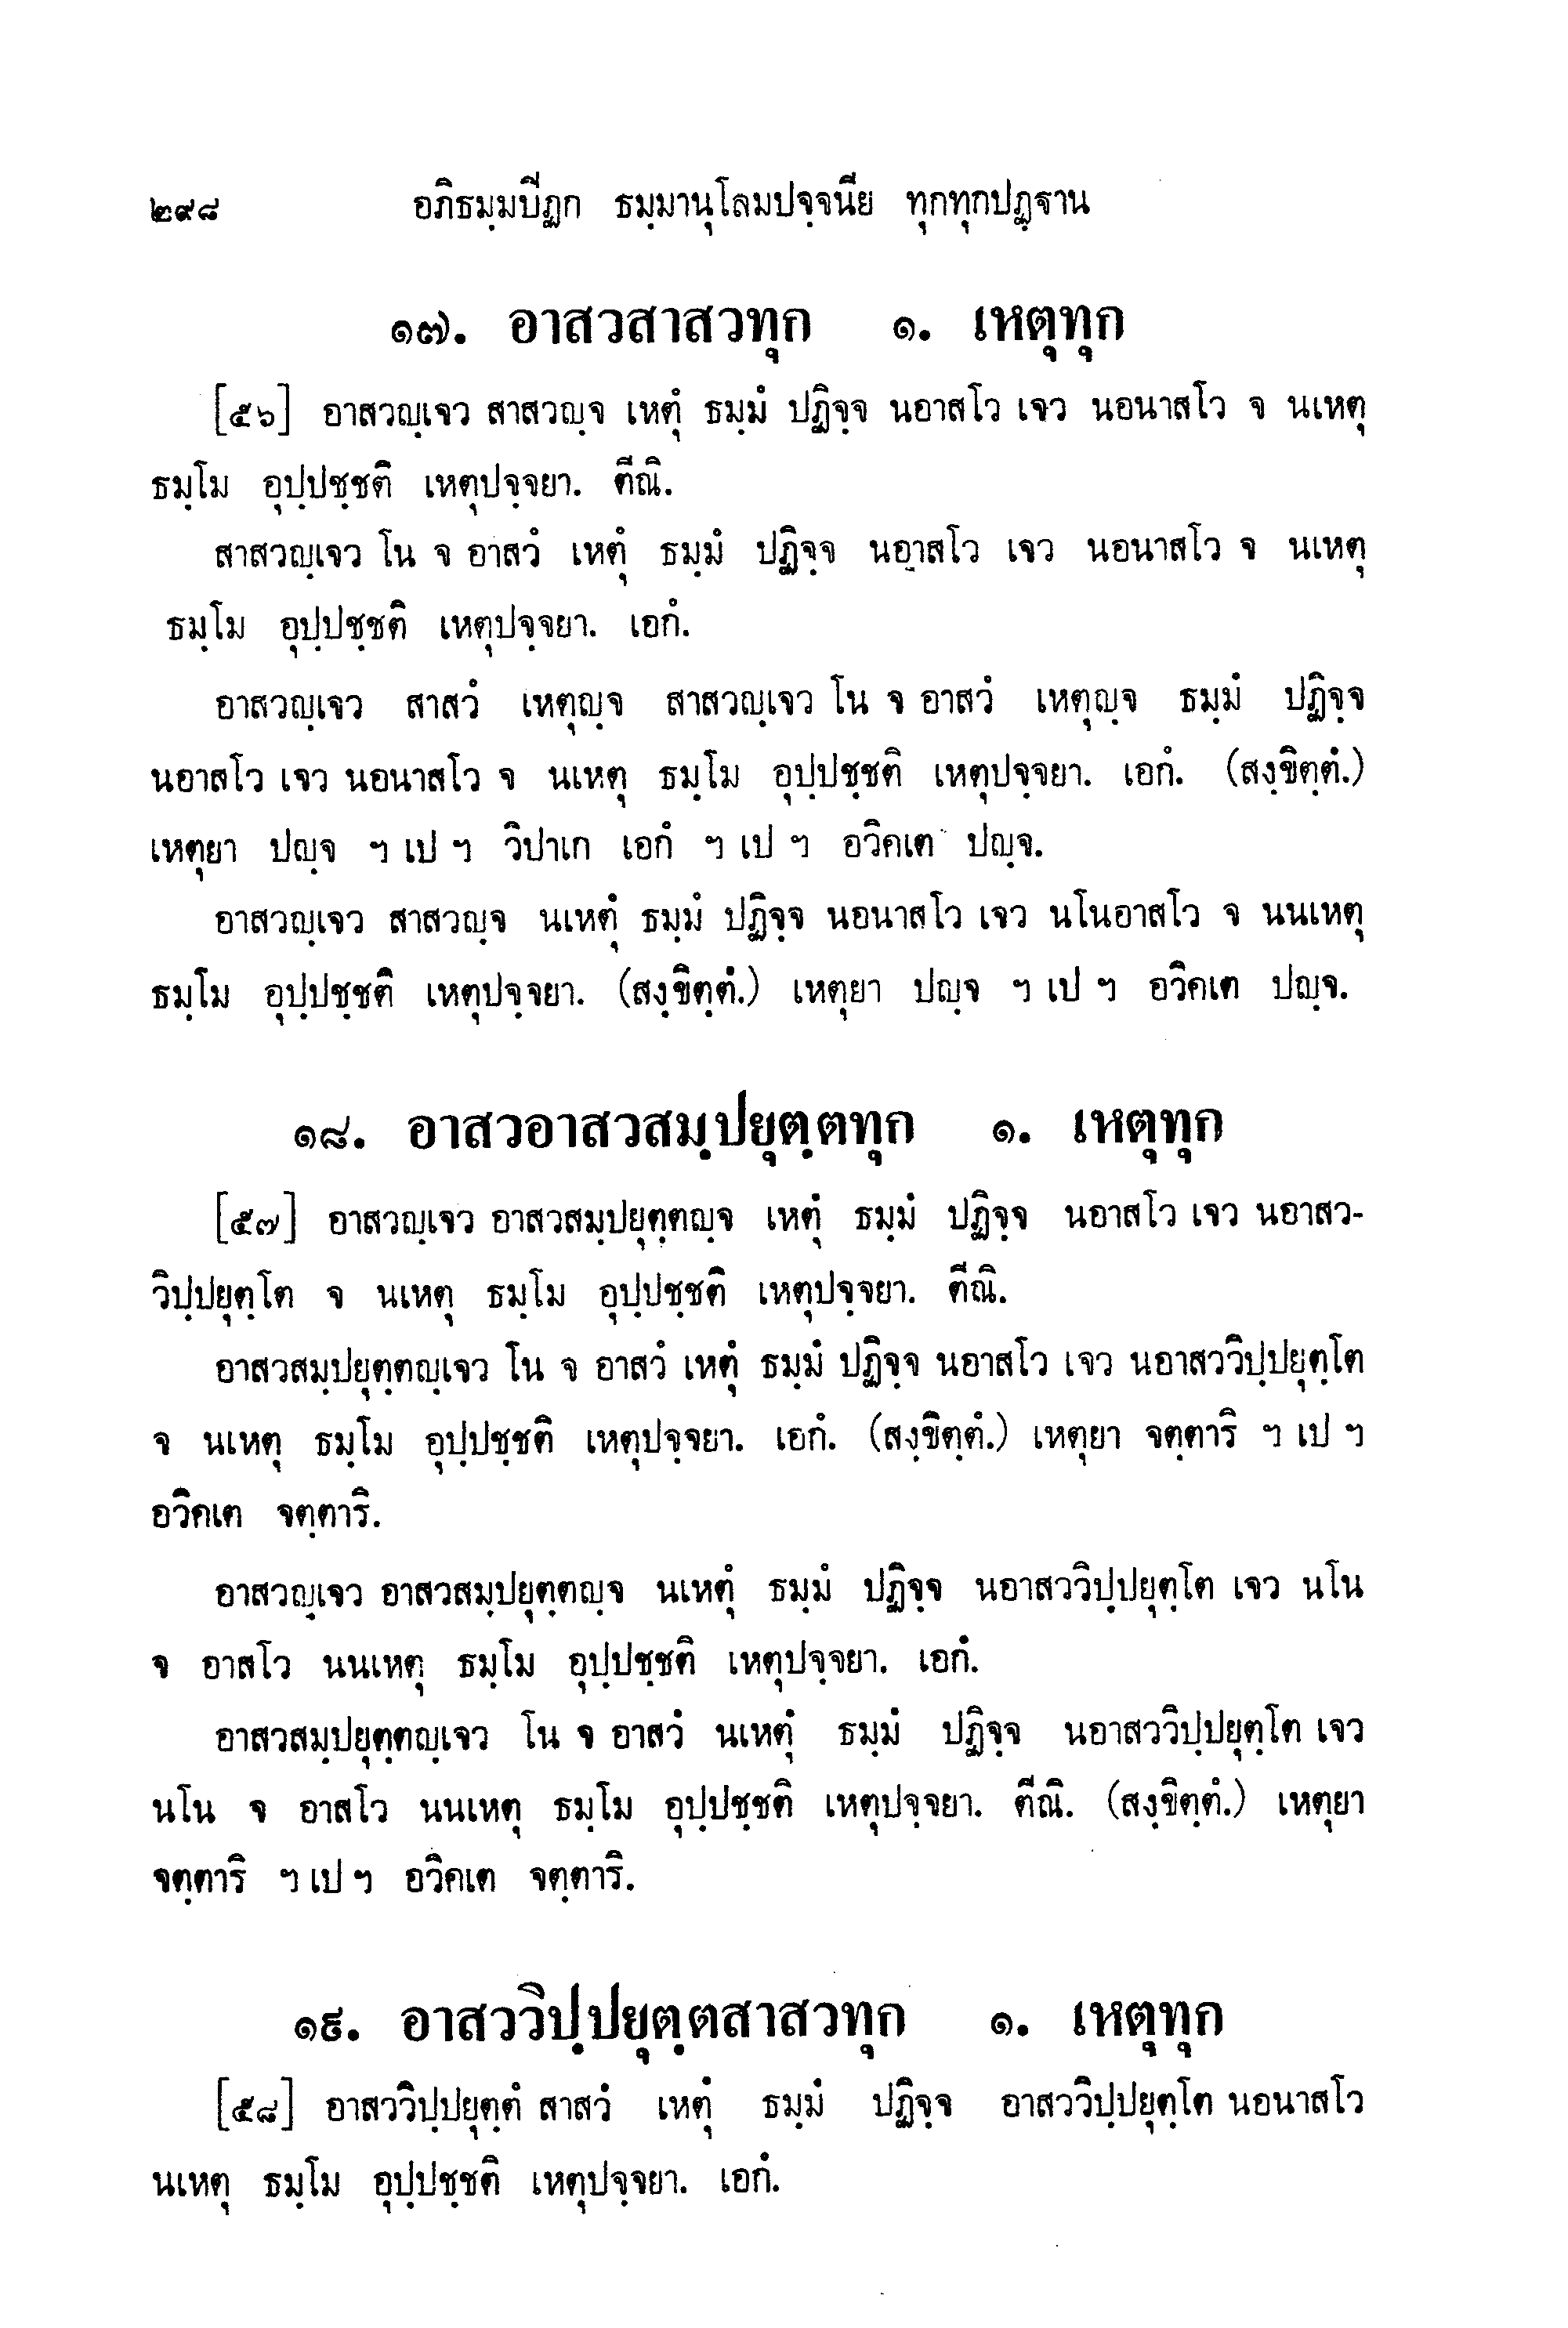 ๒๙๘ อภิธมฺมปีฏก ธมฺมานุโลมปจฺจนีย ทุกทุกปฏฺฐาน
๑๗. อาสวสาสวทุก ๑. เหตุทุก
[๕๖] อาสวญฺเจว สาสวญฺจ เหตุํ ธมฺมํ ปฏิจฺจ นอาสโว เจว นอนาสโว จ นเหตุ
ธมฺโม อุปฺปชฺชติ เหตุปจฺจยา. ตีณิ.
สาสวญฺเจว โน จ อาสวํ เหตุํ ธมฺมํ ปฏิจฺจ นอาสโว เจว นอนาสโว จ นเหตุ
ธมฺโม อุปฺปชฺชติ เหตุปจฺจยา. เอกํ.
อาสวญฺเจว สาสวํ เหตุญฺจ สาสวญฺเจว โน จ อาสวํ เหตุญฺจ ธมฺมํ ปฏิจฺจ
นอาสโว เจว นอนาสโว จ นเหตุ ธมฺโม อุปฺปชฺชติ เหตุปจฺจยา. เอกํ. (สงฺขิตฺตํ.)
เหตุยา ปญฺจ ฯ เป ฯ วิปาเก เอกํ ฯ เป ฯ อวิคเต ปญฺจ.
อาสวญฺเจว สาสวญฺจ นเหตุํ ธมฺมํ ปฏิจฺจ นอนาสโว เจว นโนอาสโว จ นนเหตุ
ธมฺโม อุปฺปชฺชติ เหตุปจฺจยา. (สงฺขิตฺตํ.) เหตุยา ปญฺจ ฯ เป ฯ อวิคเต ปญฺจ.
๑๘. อาสวอาสวสมฺปยุตฺตทุก ๑. เหตุทุก
[๕๗] อาสวญฺเจว อาสวสมฺปยุตฺตญฺจ เหตุํ ธมฺมํ ปฏิจฺจ นอาสโว เจว นอาสว-
วิปฺปยุตฺโต จ นเหตุ ธมฺโม อุปฺปชฺชติ เหตุปจฺจยา. ตีณิ.
อาสวสมฺปยุตฺตญฺเจว โน จ อาสวํ เหตุํ ธมฺมํ ปฏิจฺจ นอาสโว เจว นอาสววิปฺปยุตฺโต
จ นเหตุ ธมฺโม อุปฺปชฺชติ เหตุปจฺจยา. เอกํ. (สงฺขิตฺตํ.) เหตุยา จตฺตาริ ฯ เป ฯ
อวิคเต จตฺตาริ.
อาสวญฺเจว อาสวสมฺปยุตฺตญฺจ นเหตุํ ธมฺมํ ปฏิจฺจ นอาสววิปฺปยุตฺโต เจว นโน
จ อาสโว นนเหตุ ธมฺโม อุปฺปชฺชติ เหตุปจฺจยา. เอกํ.
อาสวสมฺปยุตฺตญฺเจว โน จ อาสวํ นเหตุํ ธมฺมํ ปฏิจฺจ นอาสววิปฺปยุตฺโต เจว
นโน จ อาสโว นนเหตุ ธมฺโม อุปฺปชฺชติ เหตุปจฺจยา. ตีณิ. (สงฺขิตฺตํ.) เหตุยา
จตฺตาริ ฯ เป ฯ อวิคเต จตฺตาริ.
๑๙. อาสววิปฺปยุตฺตสาสวทุก ๑. เหตุทุก
[๕๘] อาสววิปฺปยุตฺตํ สาสวํ เหตุํ ธมฺมํ ปฏิจฺจ อาสววิปฺปยุตฺโต นอนาสโว
นเหตุ ธมฺโม อุปฺปชฺชติ เหตุปจฺจยา. เอกํ.